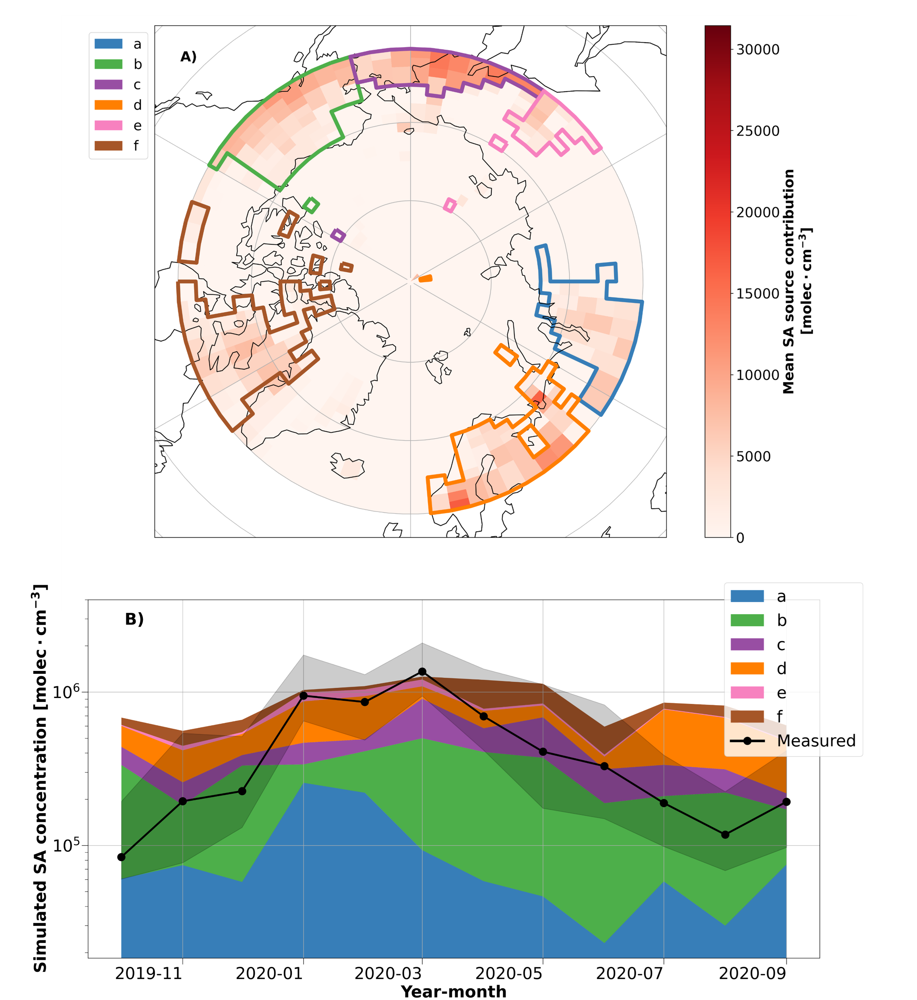 A)
a
b
c
d
e
f
30000
25000
20000
15000
10000
5000
0
Mean SA source contribution
[molec · cm⁻³]
B)
a
b
c
d
e
f
Measured
10⁶
10⁵
Simulated SA concentration [molec · cm⁻³]
2019-11
2020-01
2020-03
2020-05
2020-07
2020-09
Year-month